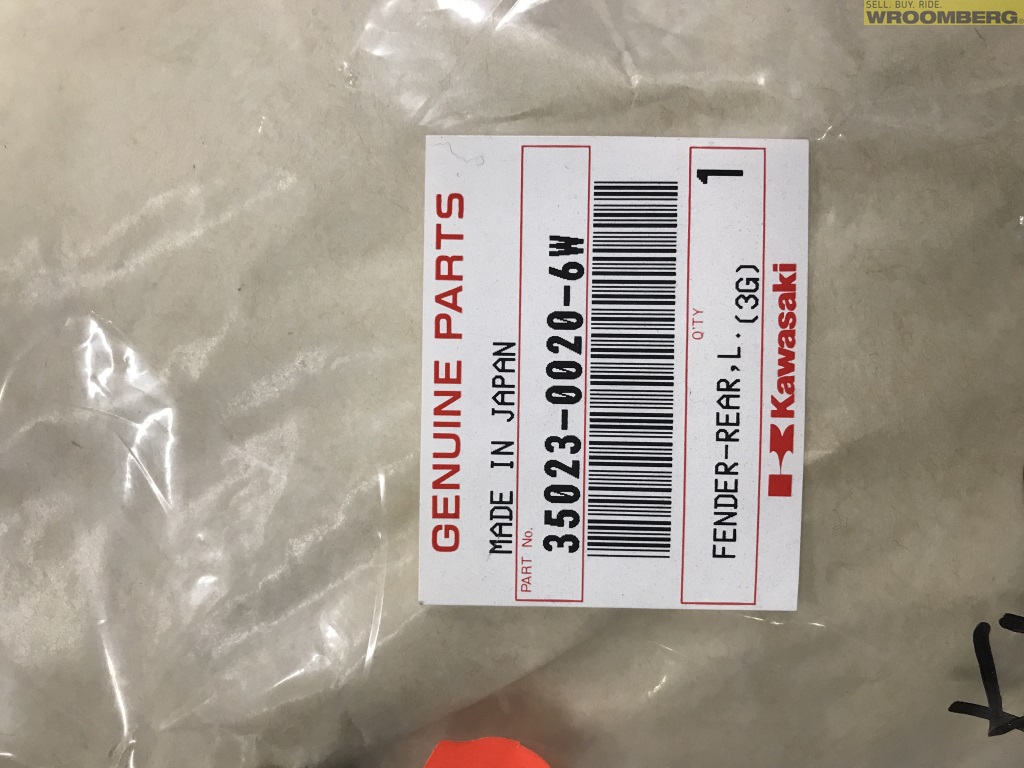 SELL. BUY. RIDE.
WROOMBERG
GENUINE PARTS
MADE IN JAPAN
PART No.
35023-0020-6W
Q'TY
1
FENDER-REAR,L.(3G)
Kawasaki